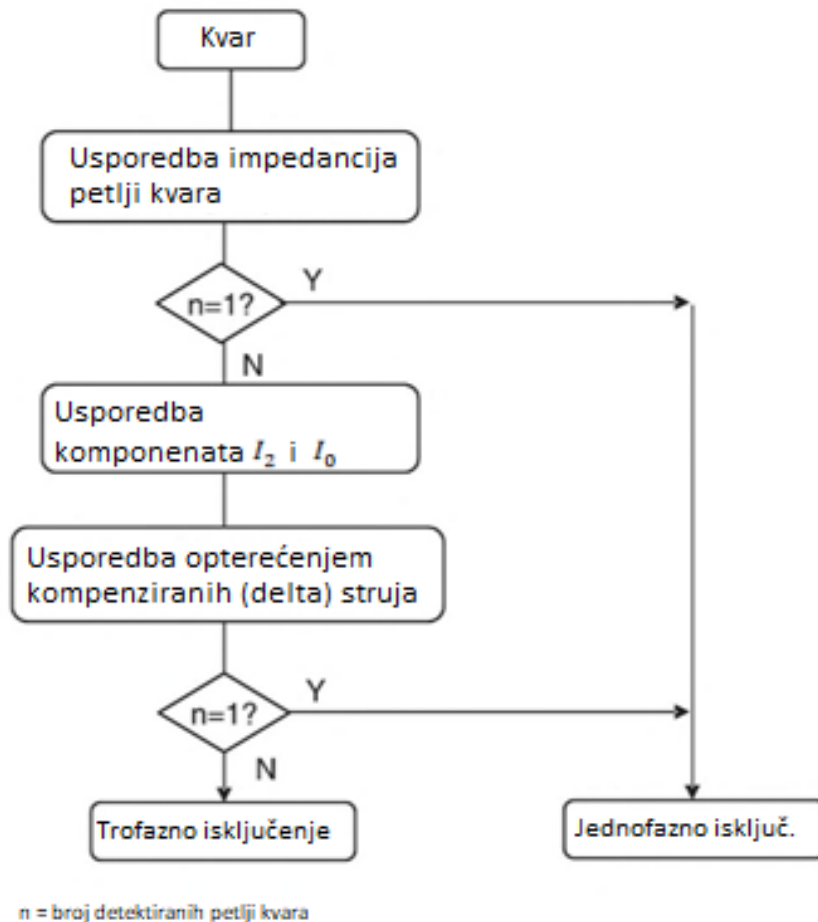 Kvar
Usporedba impedancija
petlji kvara
n=1?
Y
N
Usporedba
komponenata I₂ i I₀
Usporedba opterećenjem
kompenziranih (delta) struja
n=1?
Y
N
Trofazno isključenje
Jednofazno isključ.
n = broj detektiranih petlji kvara